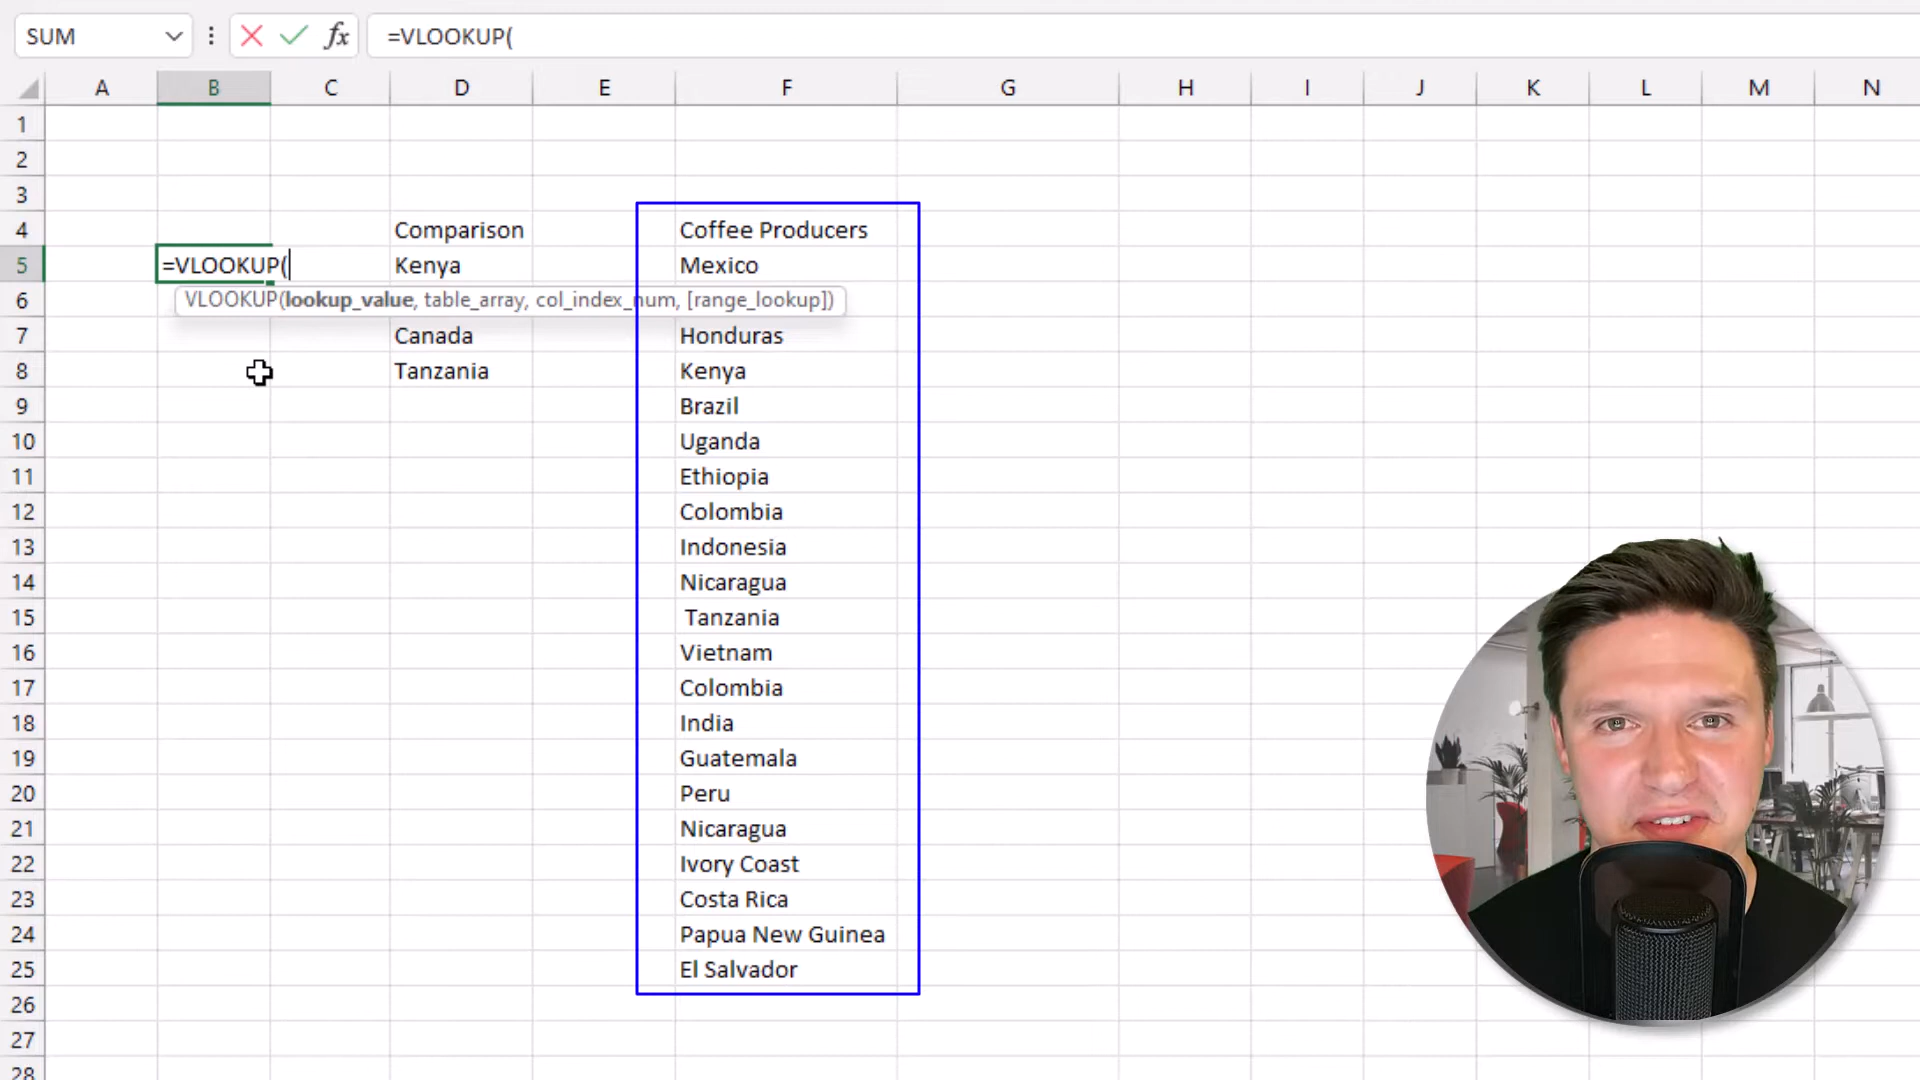 SUM fx =VLOOKUP(
A B C D E F G H I J K L M N
1
2
3
4 Comparison Coffee Producers
5 =VLOOKUP( Kenya Mexico
6 VLOOKUP(lookup_value, table_array, col_index_num, [range_lookup])
7 Canada Honduras
8 Tanzania Kenya
9 Brazil
10 Uganda
11 Ethiopia
12 Colombia
13 Indonesia
14 Nicaragua
15 Tanzania
16 Vietnam
17 Colombia
18 India
19 Guatemala
20 Peru
21 Nicaragua
22 Ivory Coast
23 Costa Rica
24 Papua New Guinea
25 El Salvador
26
27
28